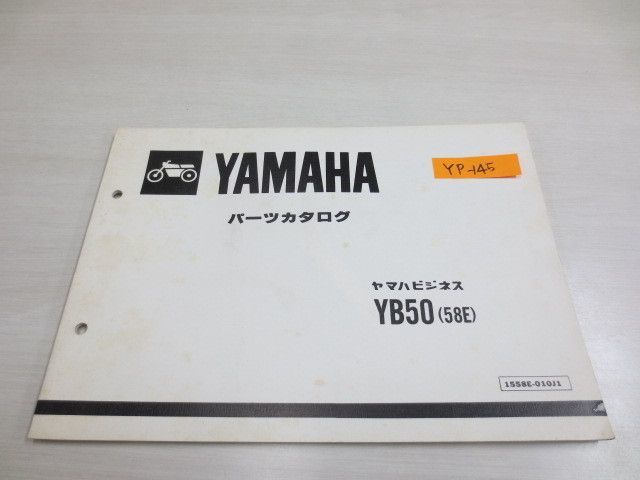 YAMAHA
YP-145
パーツカタログ
ヤマハビジネス
YB50(58E)
1558E-010J1